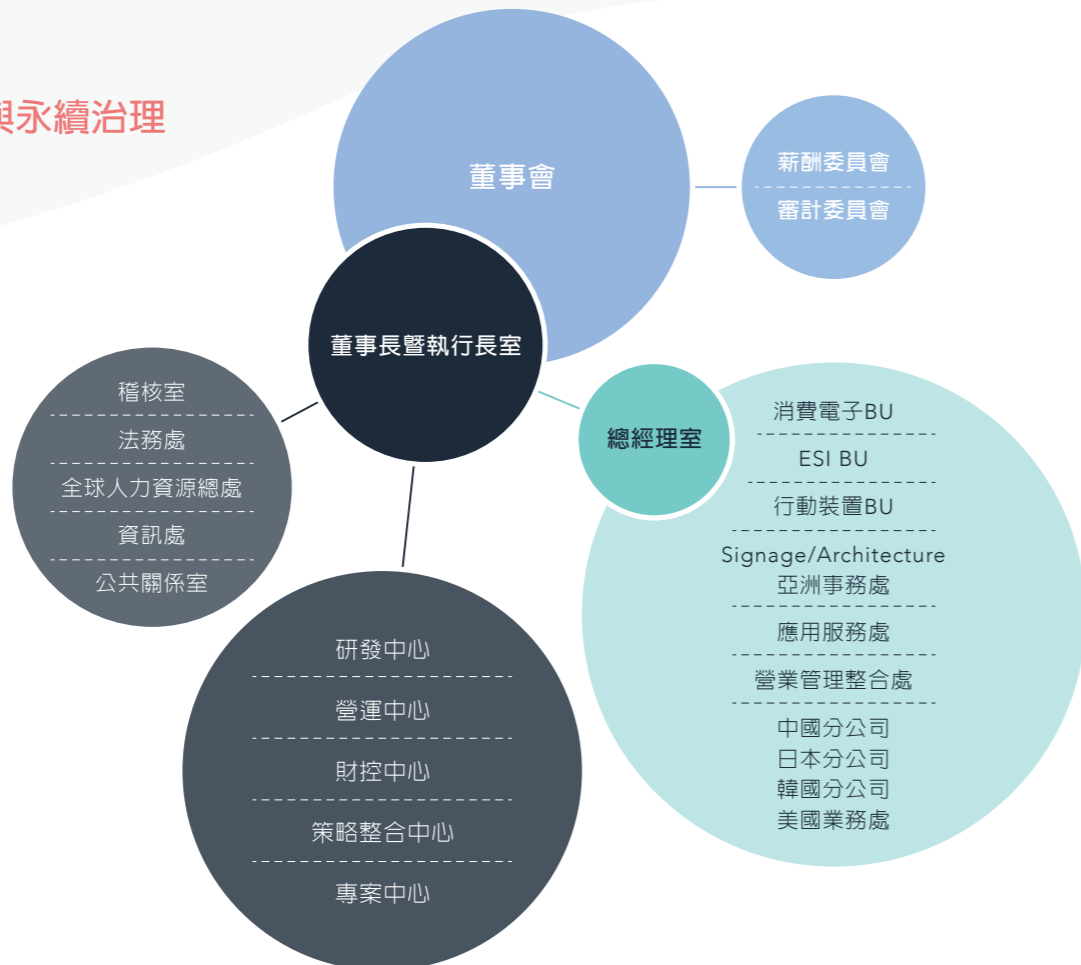 與永續治理
董事會
薪酬委員會
審計委員會
董事長暨執行長室
稽核室
法務處
全球人力資源總處
資訊處
公共關係室
總經理室
消費電子BU
ESI BU
行動裝置BU
Signage/Architecture
亞洲事務處
應用服務處
營業管理整合處
中國分公司
日本分公司
韓國分公司
美國業務處
研發中心
營運中心
財控中心
策略整合中心
專案中心